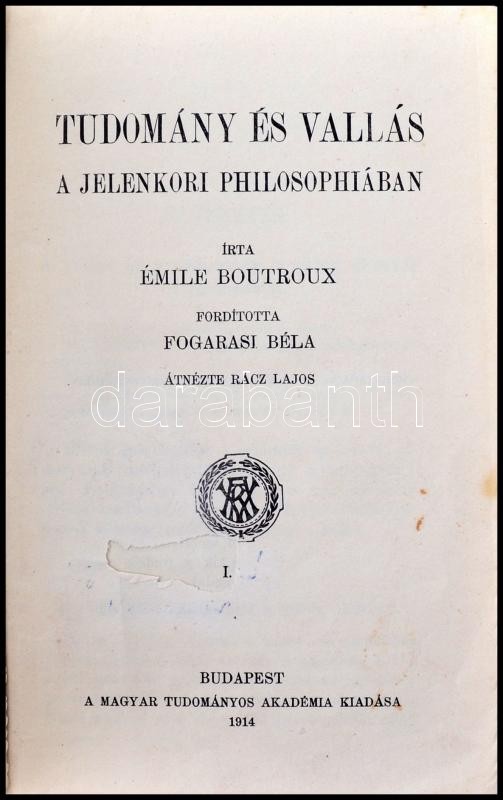 TUDOMÁNY ÉS VALLÁS
A JELENKORI PHILOSOPHIÁBAN
ÍRTA
ÉMILE BOUTROUX
FORDÍTOTTA
FOGARASI BÉLA
ÁTNÉZTE RÁCZ LAJOS
darabanth
I.
BUDAPEST
A MAGYAR TUDOMÁNYOS AKADÉMIA KIADÁSA
1914